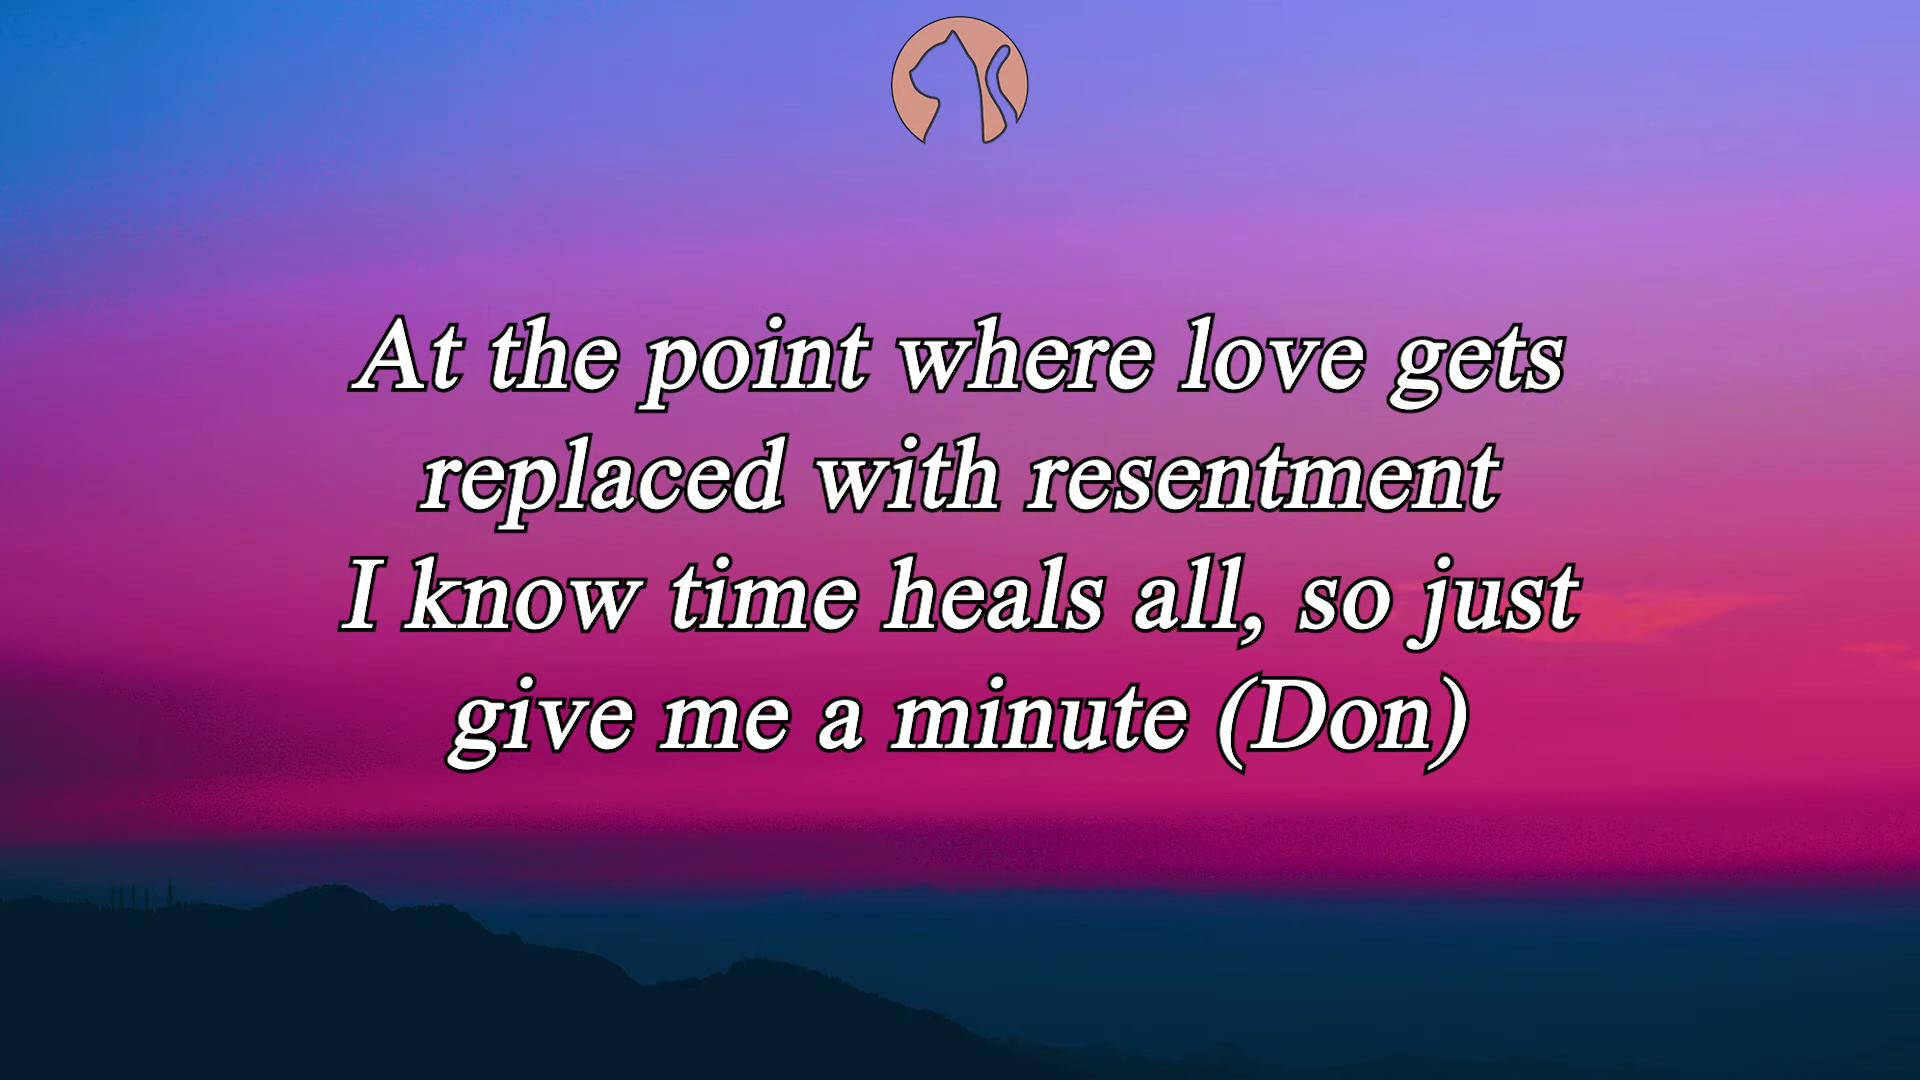 At the point where love gets
replaced with resentment
I know time heals all, so just
give me a minute (Don)